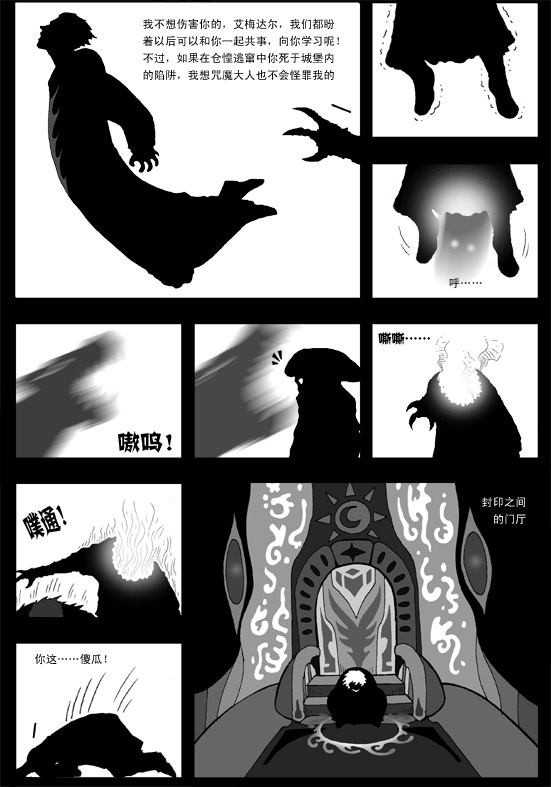 我不想伤害你的，艾梅达尔，我们都盼
着以后可以和你一起共事，向你学习呢！
不过，如果在仓惶逃窜中你死于城堡内
的陷阱，我想咒魔大人也不会怪罪我的
呼……
嗷呜！
嘶嘶……
噗通！
封印之间
的门厅
你这……傻瓜！